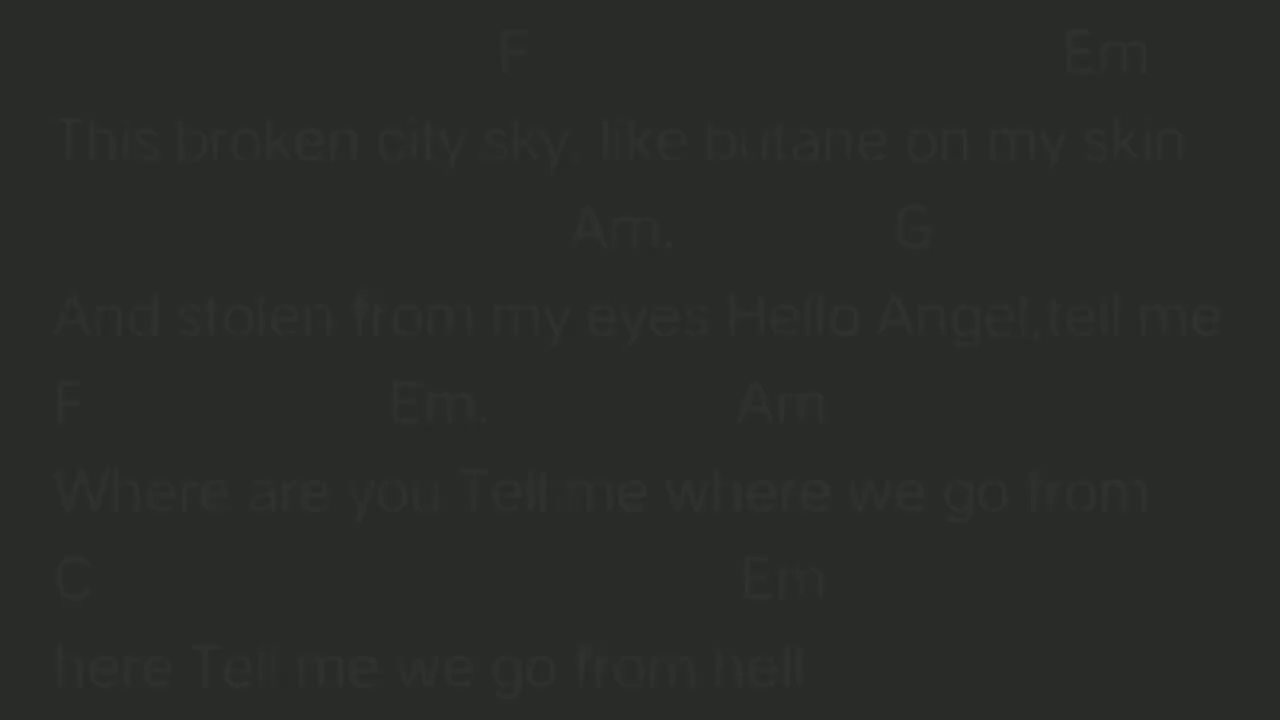 F Em
This broken city sky, like butane on my skin
Am. G
And stolen from my eyes Hello Angel,tell me
F Em. Am
Where are you Tell me where we go from
C Em
here Tell me we go from hell